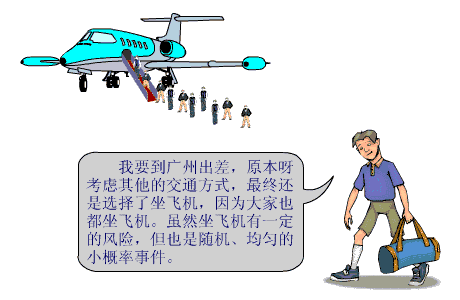 我要到广州出差，原本呀
考虑其他的交通方式，最终还
是选择了坐飞机，因为大家也
都坐飞机。虽然坐飞机有一定
的风险，但也是随机、均匀的
小概率事件。